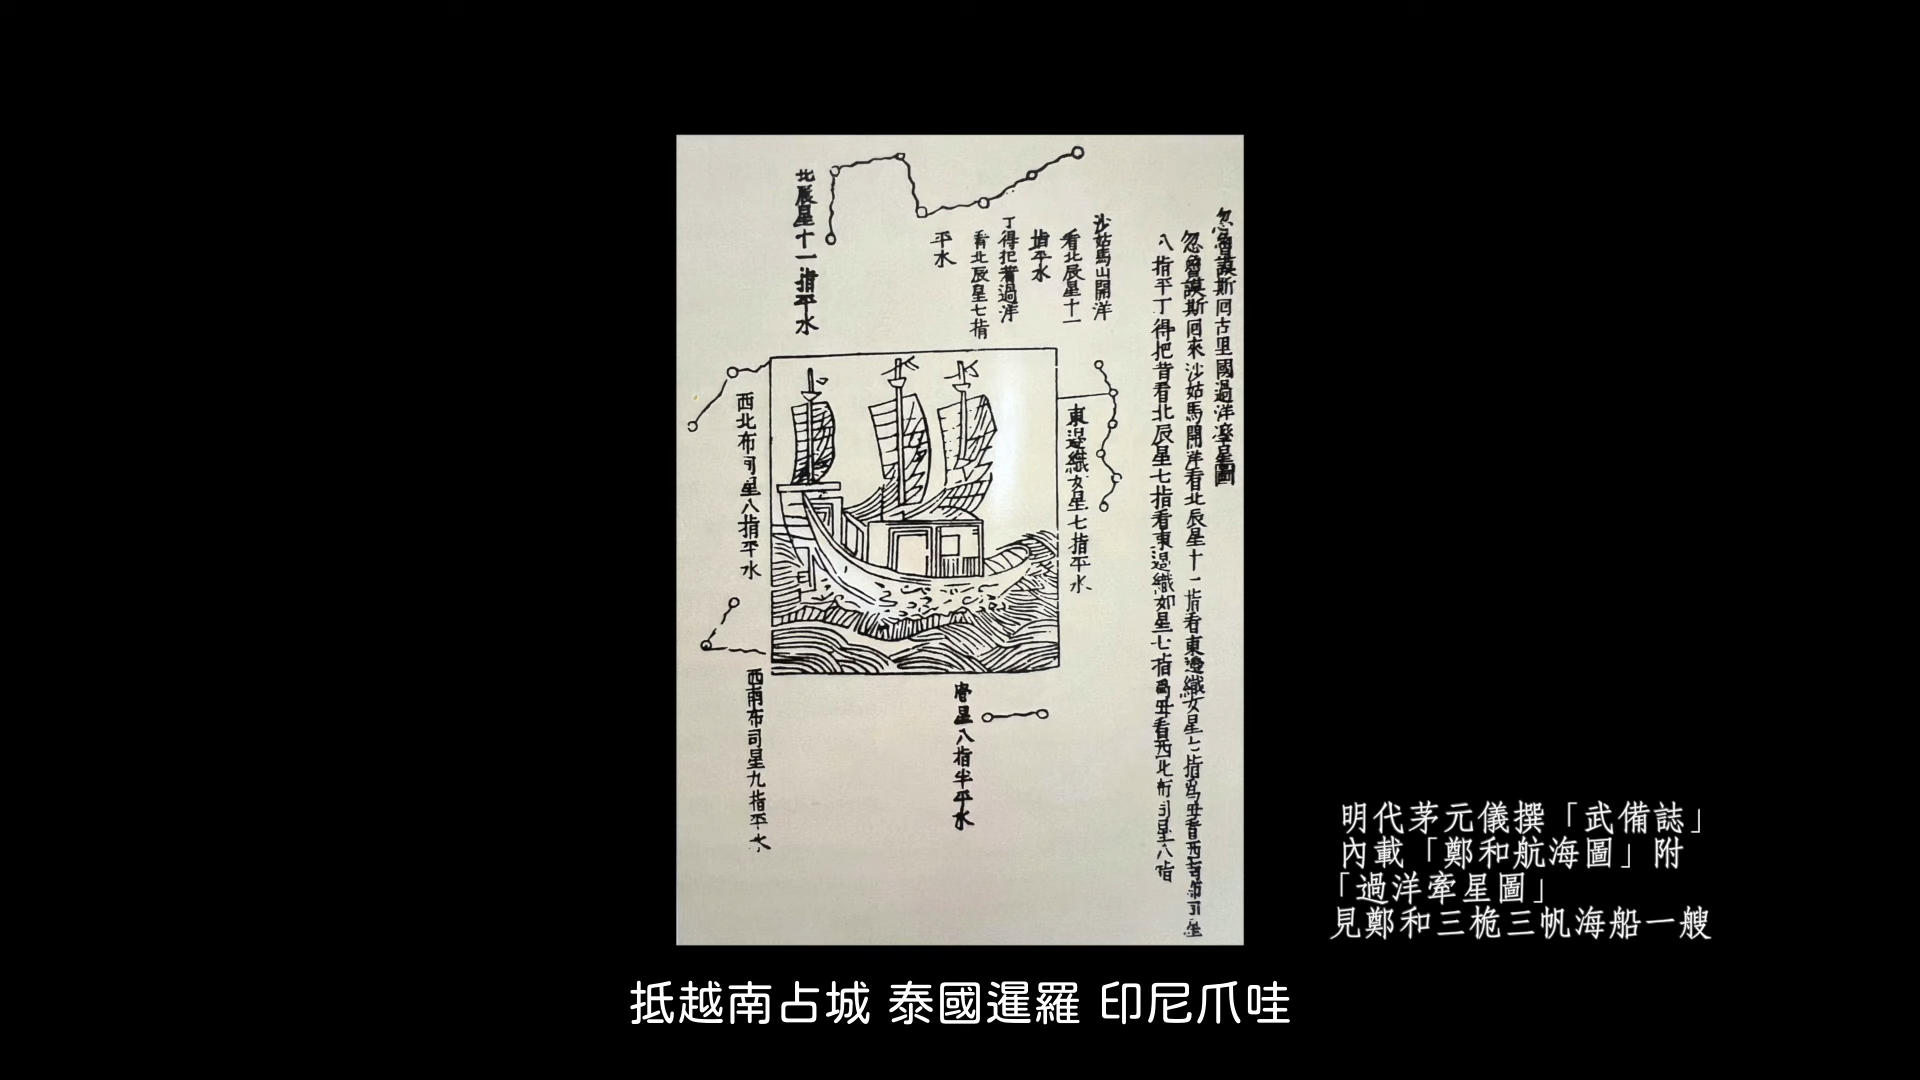 忽魯謨斯囘古里國過洋牽星圖
忽魯謨斯囘來沙姑馬開洋看北辰星十一指看東邊織女星七指為母看西南布司星
八指平丁得把昔看北辰星七指看東邊織女星七指為母看西北布司星八指
沙姑馬山開洋
看北辰星十一
指平水
丁得把昔過洋
看北辰星七指
平水
北辰星十一指平水
東邊織女星七指平水
西北布司星八指平水
西南布司星九指平水
星八指半平水
明代茅元儀撰「武備誌」
內載「鄭和航海圖」附
「過洋牽星圖」
見鄭和三桅三帆海船一艘
抵越南占城 泰國暹羅 印尼爪哇